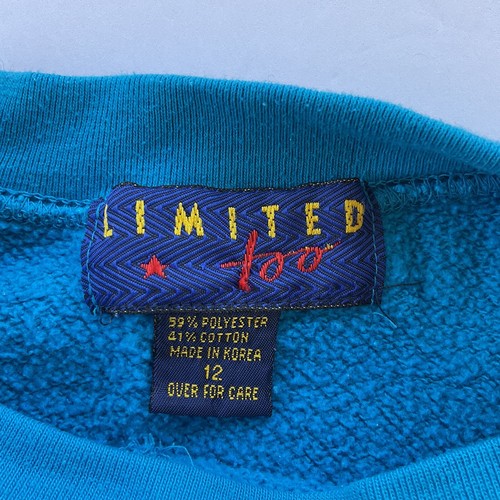 LIMITED
too
59% POLYESTER
41% COTTON
MADE IN KOREA
12
OVER FOR CARE